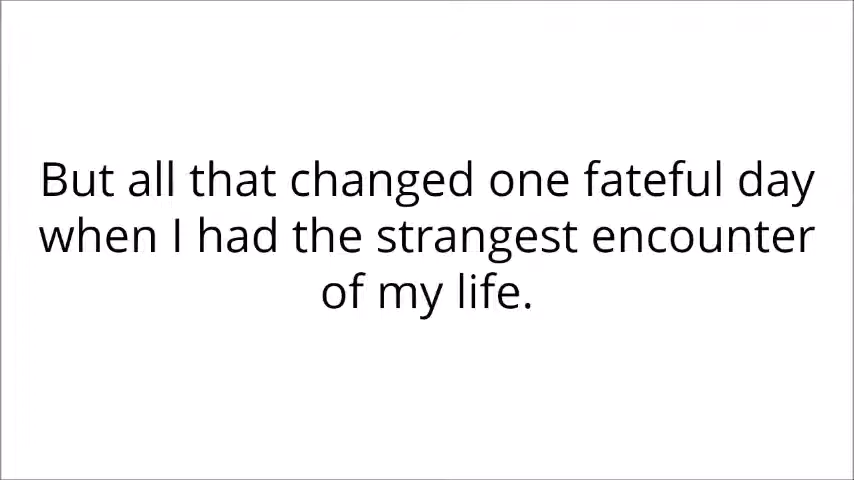 But all that changed one fateful day
when I had the strangest encounter
of my life.